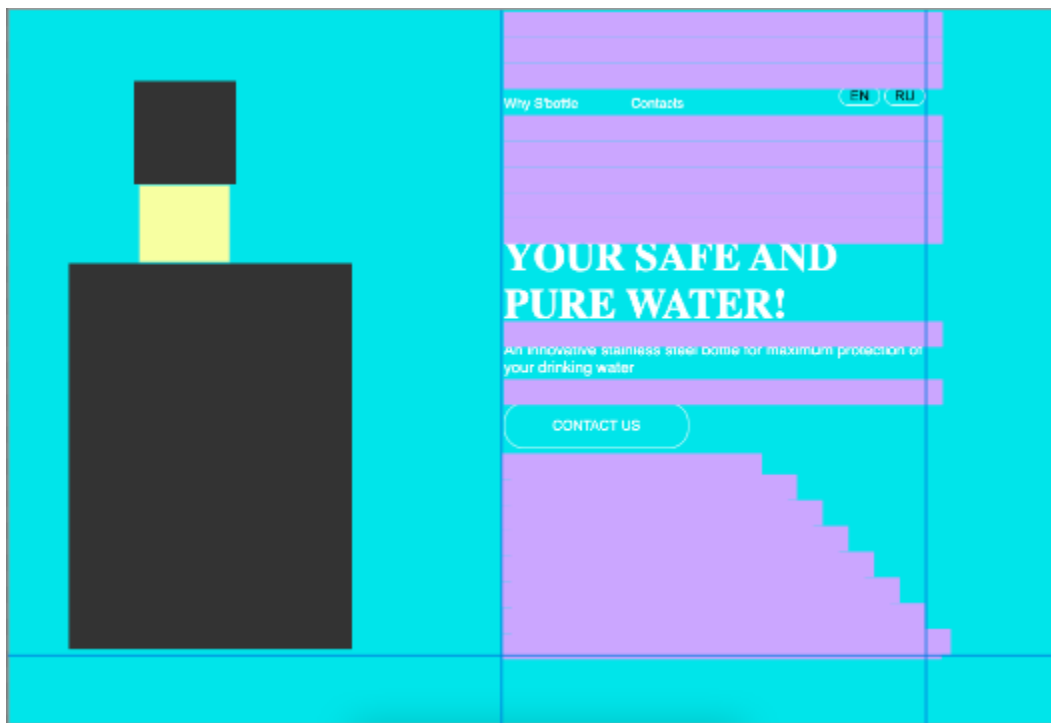 Why S'bottle Contacts EN RU
YOUR SAFE AND
PURE WATER!
An innovative stainless steel bottle for maximum protection of
your drinking water
CONTACT US